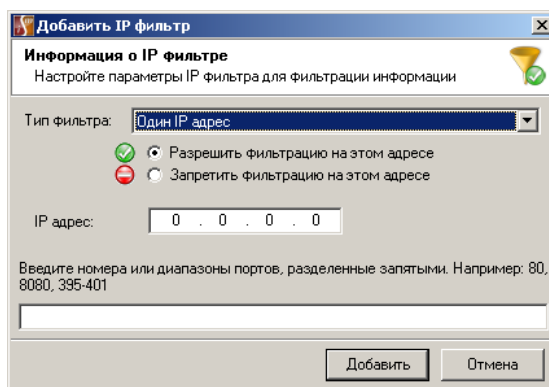 Добавить IP фильтр
Информация о IP фильтре
Настройте параметры IP Фильтра для фильтрации информации
Тип фильтра: Один IP адрес
Разрешить фильтрацию на этом адресе
Запретить фильтрацию на этом адресе
IP адрес: 0 . 0 . 0 . 0
Введите номера или диапазоны портов, разделенные запятыми. Например: 80,
8080, 395-401
Добавить Отмена